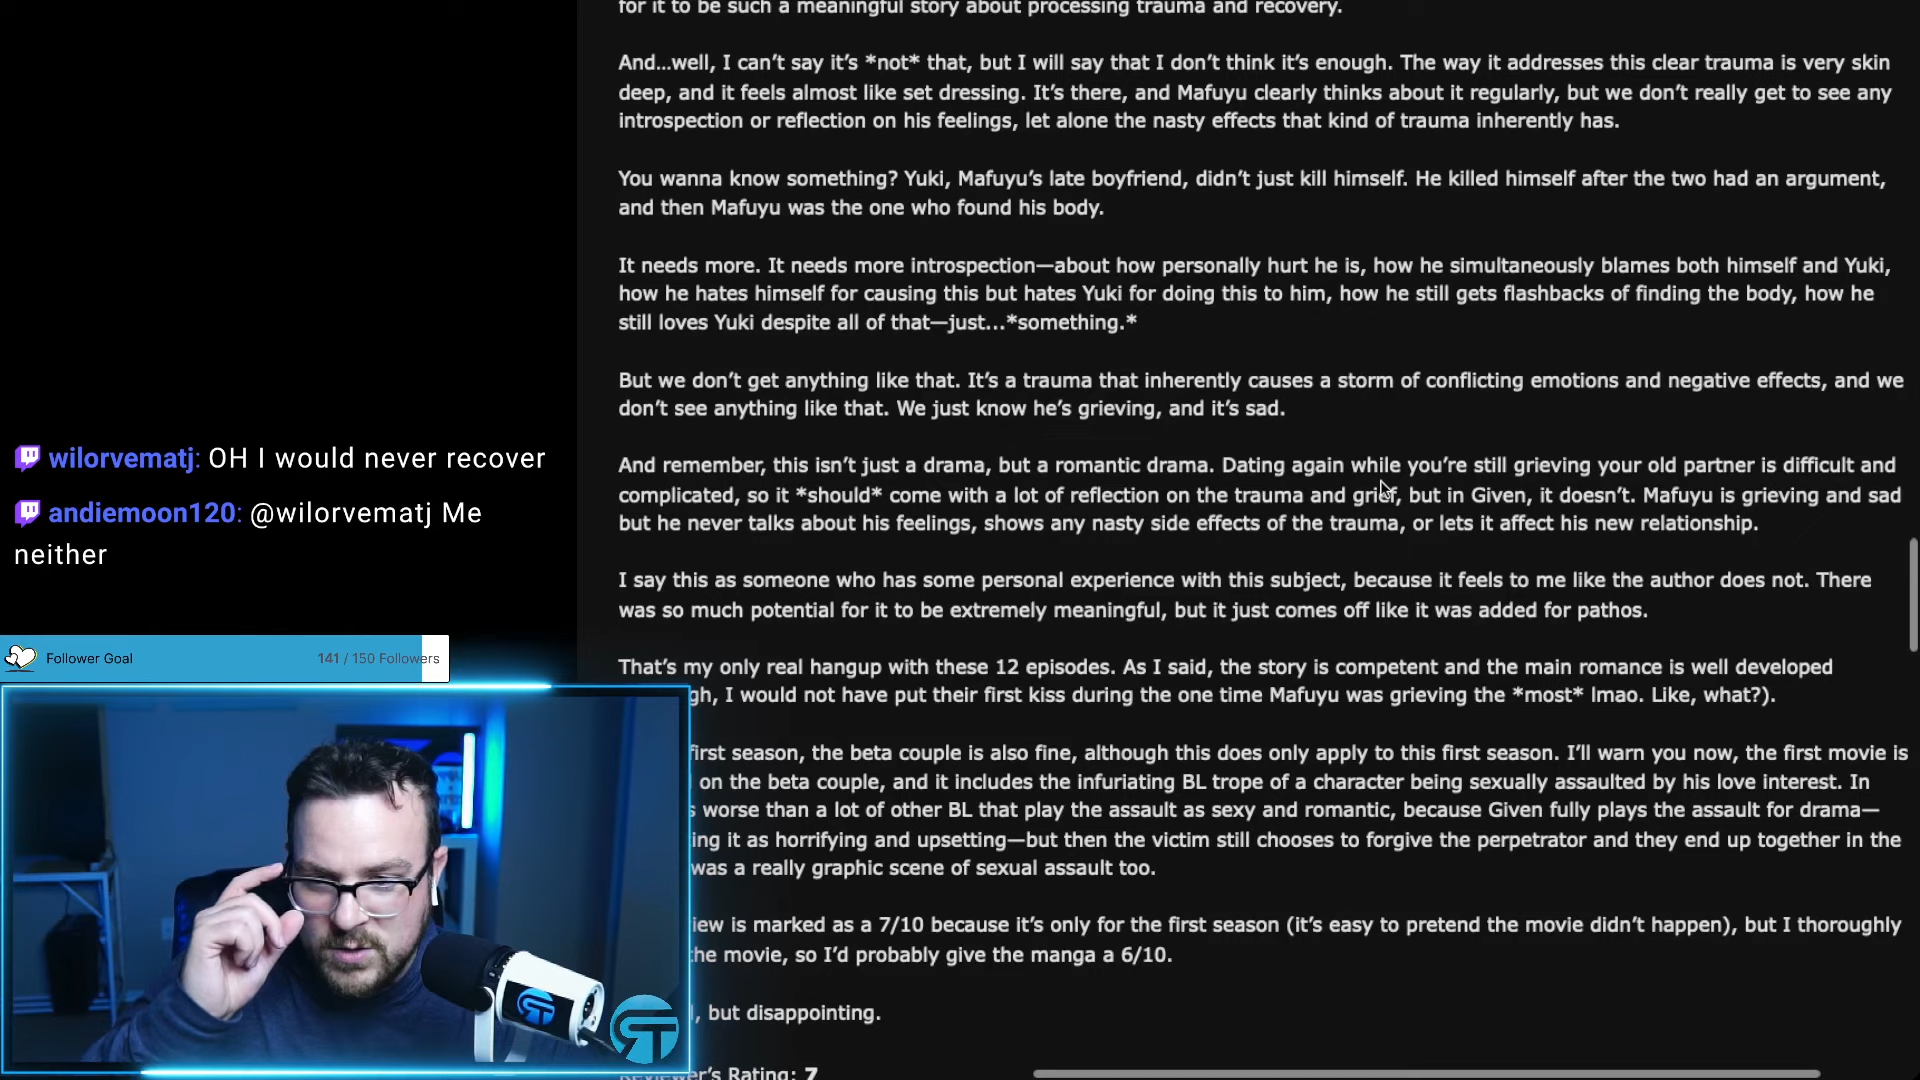 for it to be such a meaningful story about processing trauma and recovery.
And…well, I can’t say it’s *not* that, but I will say that I don’t think it’s enough. The way it addresses this clear trauma is very skin
deep, and it feels almost like set dressing. It’s there, and Mafuyu clearly thinks about it regularly, but we don’t really get to see any
introspection or reflection on his feelings, let alone the nasty effects that kind of trauma inherently has.
You wanna know something? Yuki, Mafuyu’s late boyfriend, didn’t just kill himself. He killed himself after the two had an argument,
and then Mafuyu was the one who found his body.
It needs more. It needs more introspection—about how personally hurt he is, how he simultaneously blames both himself and Yuki,
how he hates himself for causing this but hates Yuki for doing this to him, how he still gets flashbacks of finding the body, how he
still loves Yuki despite all of that—just…*something.*
But we don’t get anything like that. It’s a trauma that inherently causes a storm of conflicting emotions and negative effects, and we
don’t see anything like that. We just know he’s grieving, and it’s sad.
And remember, this isn’t just a drama, but a romantic drama. Dating again while you’re still grieving your old partner is difficult and
complicated, so it *should* come with a lot of reflection on the trauma and grief, but in Given, it doesn’t. Mafuyu is grieving and sad
but he never talks about his feelings, shows any nasty side effects of the trauma, or lets it affect his new relationship.
I say this as someone who has some personal experience with this subject, because it feels to me like the author does not. There
was so much potential for it to be extremely meaningful, but it just comes off like it was added for pathos.
That’s my only real hangup with these 12 episodes. As I said, the story is competent and the main romance is well developed
gh, I would not have put their first kiss during the one time Mafuyu was grieving the *most* lmao. Like, what?).
first season, the beta couple is also fine, although this does only apply to this first season. I’ll warn you now, the first movie is
on the beta couple, and it includes the infuriating BL trope of a character being sexually assaulted by his love interest. In
s worse than a lot of other BL that play the assault as sexy and romantic, because Given fully plays the assault for drama—
ing it as horrifying and upsetting—but then the victim still chooses to forgive the perpetrator and they end up together in the
was a really graphic scene of sexual assault too.
iew is marked as a 7/10 because it’s only for the first season (it’s easy to pretend the movie didn’t happen), but I thoroughly
he movie, so I’d probably give the manga a 6/10.
, but disappointing.
Reviewer’s Rating: 7
wilorvematj: OH I would never recover
andiemoon120: @wilorvematj Me
neither
Follower Goal 141 / 150 Followers